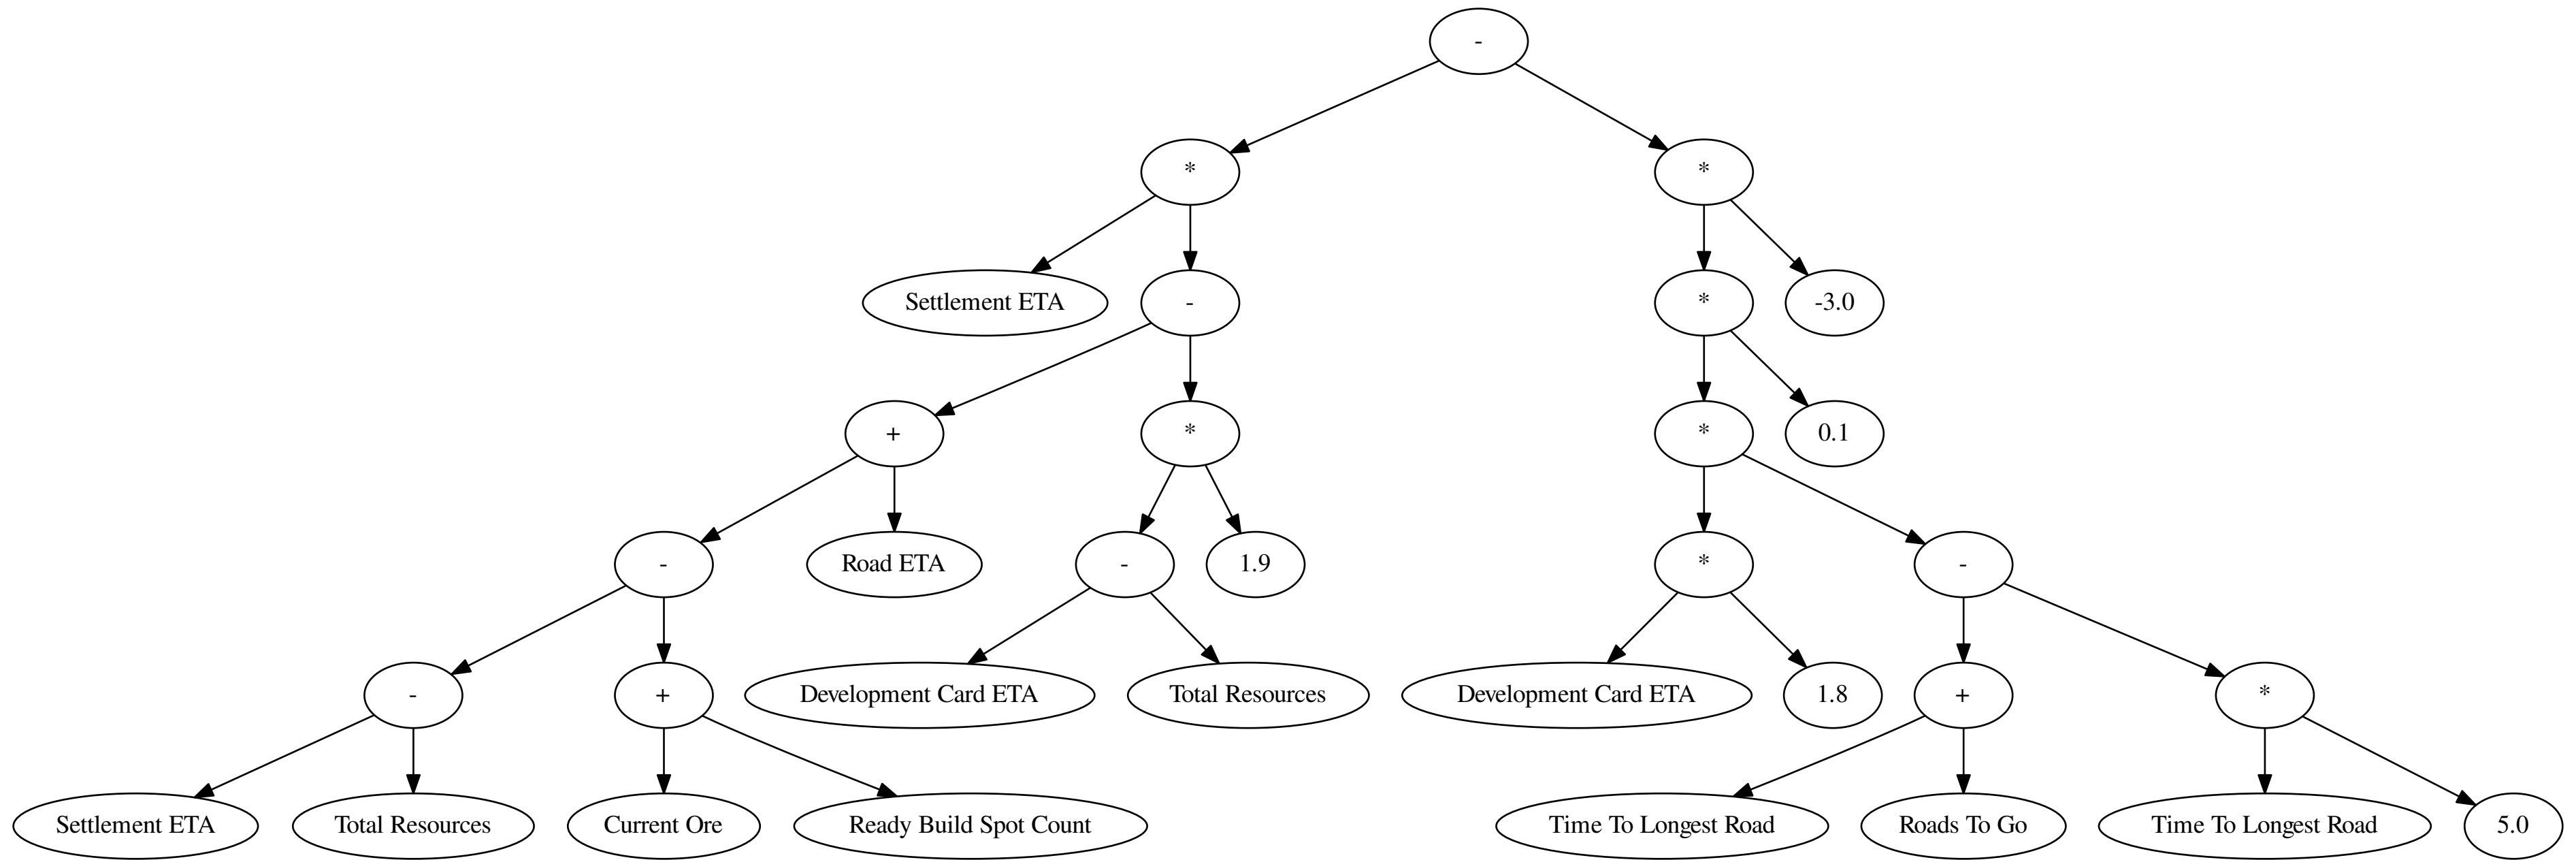 -
*
*
Settlement ETA
-
*
-3.0
+
*
*
0.1
-
Road ETA
-
1.9
*
-
-
+
Development Card ETA
Total Resources
Development Card ETA
1.8
+
*
Settlement ETA
Total Resources
Current Ore
Ready Build Spot Count
Time To Longest Road
Roads To Go
Time To Longest Road
5.0